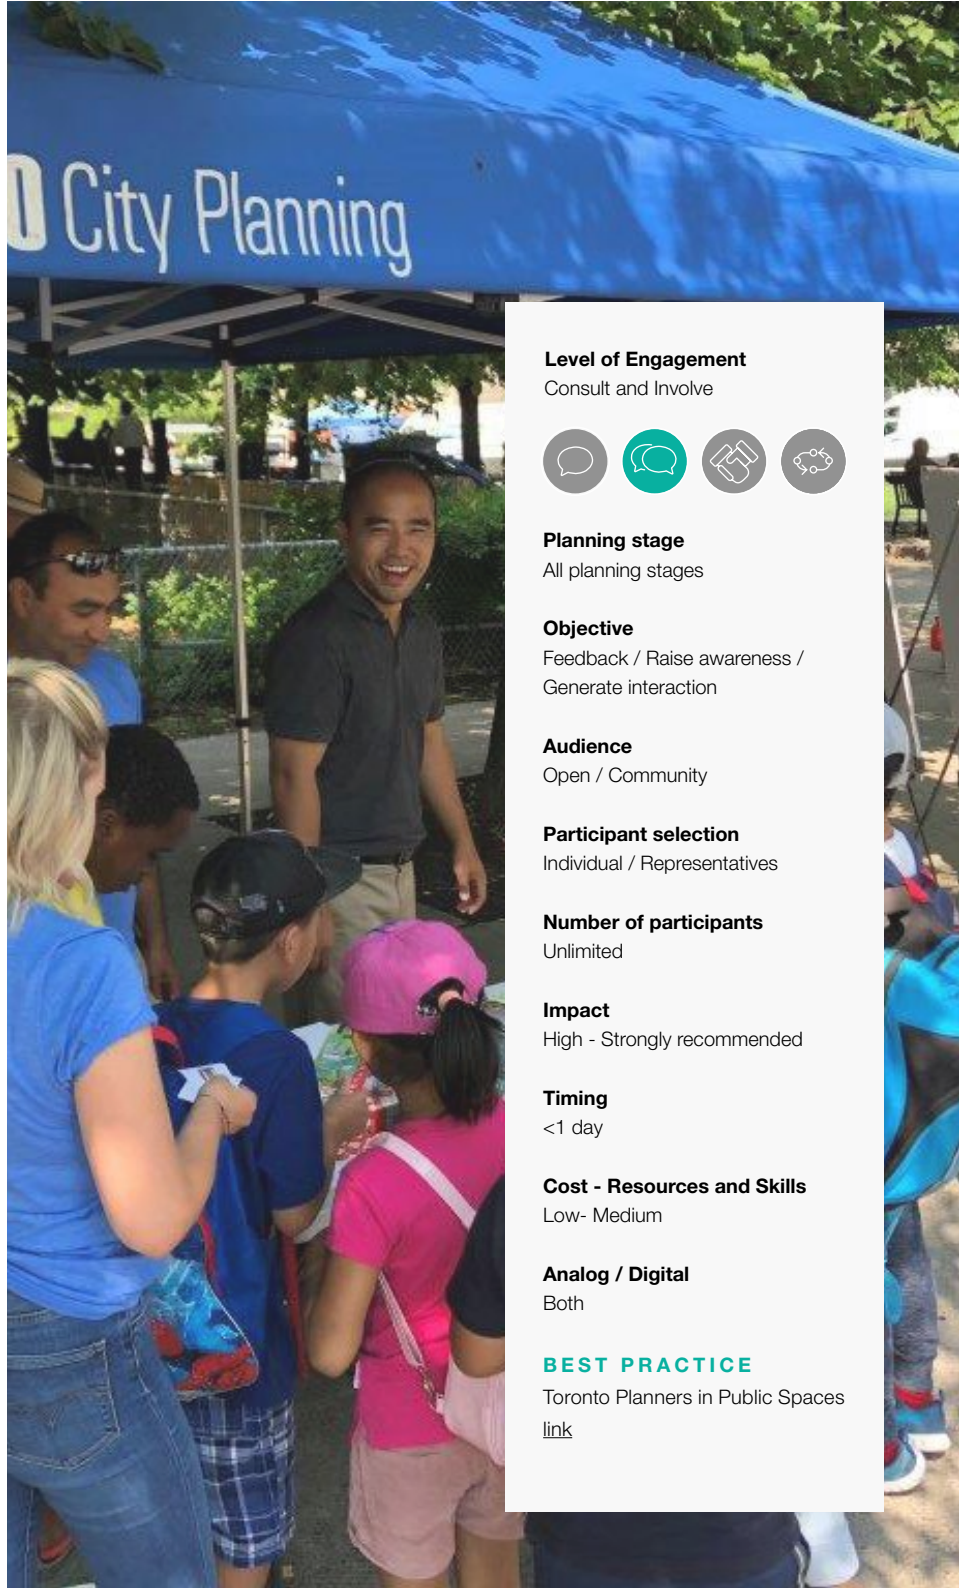 City Planning
Level of Engagement
Consult and Involve
Planning stage
All planning stages
Objective
Feedback / Raise awareness /
Generate interaction
Audience
Open / Community
Participant selection
Individual / Representatives
Number of participants
Unlimited
Impact
High - Strongly recommended
Timing
<1 day
Cost - Resources and Skills
Low- Medium
Analog / Digital
Both
BEST PRACTICE
Toronto Planners in Public Spaces
link